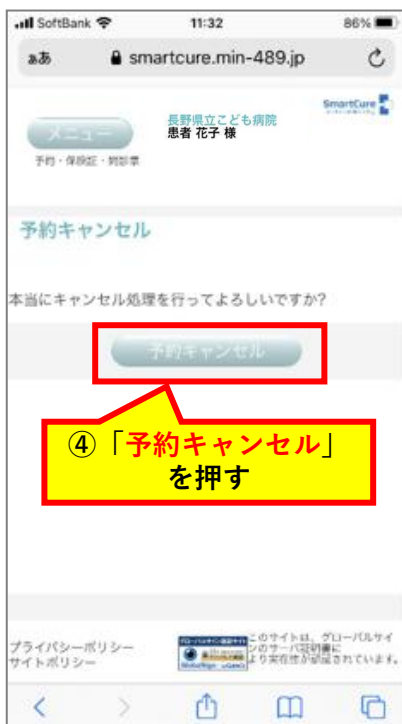 SoftBank 11:32 86%
ぁあ smartcure.min-489.jp
SmartCure
長野県立こども病院
患者 花子 様
メニュー
予約・保険証・問診票
予約キャンセル
本当にキャンセル処理を行ってよろしいですか?
予約キャンセル
④「予約キャンセル」
を押す
プライバシーポリシー
サイトポリシー
このサイトは、グローバルサイ
ンのサーバ証明書に
より実在性が認証されています。